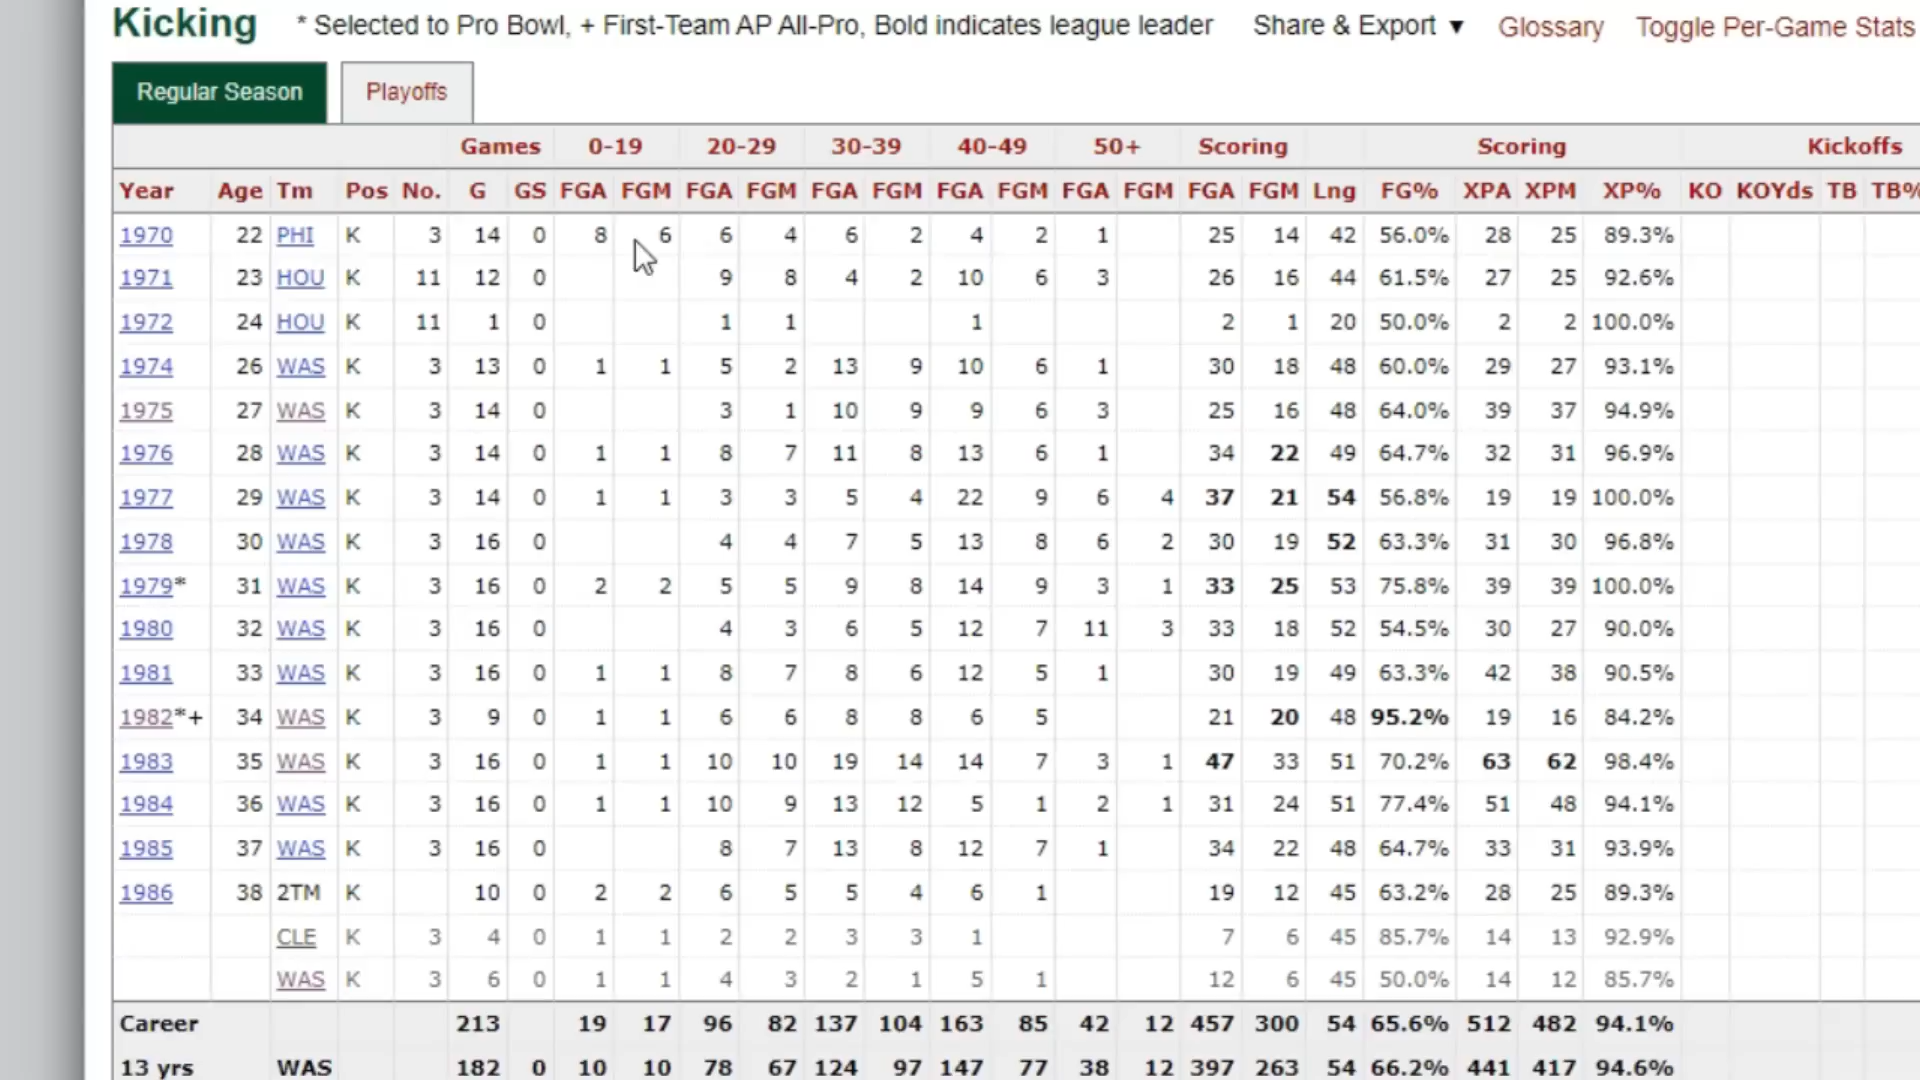 Kicking * Selected to Pro Bowl, + First-Team AP All-Pro, Bold indicates league leader Share & Export ▼ Glossary Toggle Per-Game Stats
Regular Season Playoffs
Games 0-19 20-29 30-39 40-49 50+ Scoring Scoring Kickoffs
Year Age Tm Pos No. G GS FGA FGM FGA FGM FGA FGM FGA FGM FGA FGM FGA FGM Lng FG% XPA XPM XP% KO KOYds TB TB%
1970 22 PHI K 3 14 0 8 6 6 4 6 2 4 2 1 25 14 42 56.0% 28 25 89.3%
1971 23 HOU K 11 12 0 9 8 4 2 10 6 3 26 16 44 61.5% 27 25 92.6%
1972 24 HOU K 11 1 0 1 1 1 2 1 20 50.0% 2 2 100.0%
1974 26 WAS K 3 13 0 1 1 5 2 13 9 10 6 1 30 18 48 60.0% 29 27 93.1%
1975 27 WAS K 3 14 0 3 1 10 9 9 6 3 25 16 48 64.0% 39 37 94.9%
1976 28 WAS K 3 14 0 1 1 8 7 11 8 13 6 1 34 22 49 64.7% 32 31 96.9%
1977 29 WAS K 3 14 0 1 1 3 3 5 4 22 9 6 4 37 21 54 56.8% 19 19 100.0%
1978 30 WAS K 3 16 0 4 4 7 5 13 8 6 2 30 19 52 63.3% 31 30 96.8%
1979* 31 WAS K 3 16 0 2 2 5 5 9 8 14 9 3 1 33 25 53 75.8% 39 39 100.0%
1980 32 WAS K 3 16 0 4 3 6 5 12 7 11 3 33 18 52 54.5% 30 27 90.0%
1981 33 WAS K 3 16 0 1 1 8 7 8 6 12 5 1 30 19 49 63.3% 42 38 90.5%
1982*+ 34 WAS K 3 9 0 1 1 6 6 8 8 6 5 21 20 48 95.2% 19 16 84.2%
1983 35 WAS K 3 16 0 1 1 10 10 19 14 14 7 3 1 47 33 51 70.2% 63 62 98.4%
1984 36 WAS K 3 16 0 1 1 10 9 13 12 5 1 2 1 31 24 51 77.4% 51 48 94.1%
1985 37 WAS K 3 16 0 8 7 13 8 12 7 1 34 22 48 64.7% 33 31 93.9%
1986 38 2TM K 10 0 2 2 6 5 5 4 6 1 19 12 45 63.2% 28 25 89.3%
CLE K 3 4 0 1 1 2 2 3 3 1 7 6 45 85.7% 14 13 92.9%
WAS K 3 6 0 1 1 4 3 2 1 5 1 12 6 45 50.0% 14 12 85.7%
Career 213 19 17 96 82 137 104 163 85 42 12 457 300 54 65.6% 512 482 94.1%
13 yrs WAS 182 0 10 10 78 67 124 97 147 77 38 12 397 263 54 66.2% 441 417 94.6%